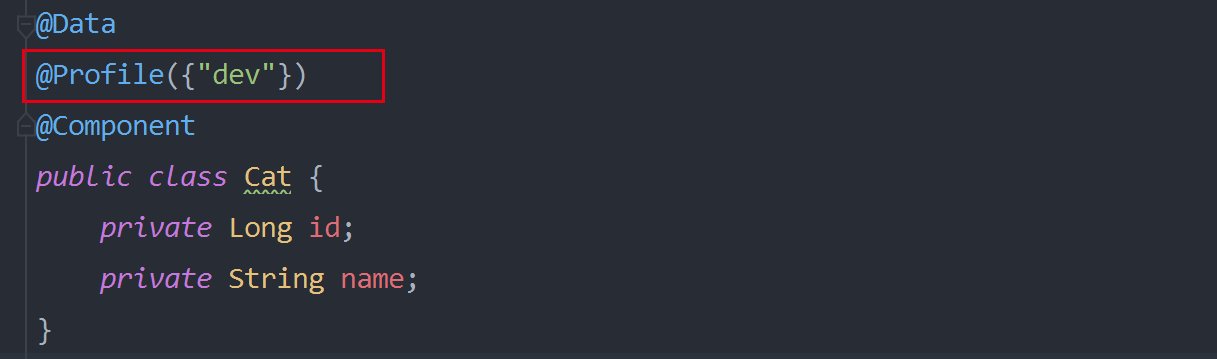 @Data
@Profile({"dev"})
@Component
public class Cat {
    private Long id;
    private String name;
}